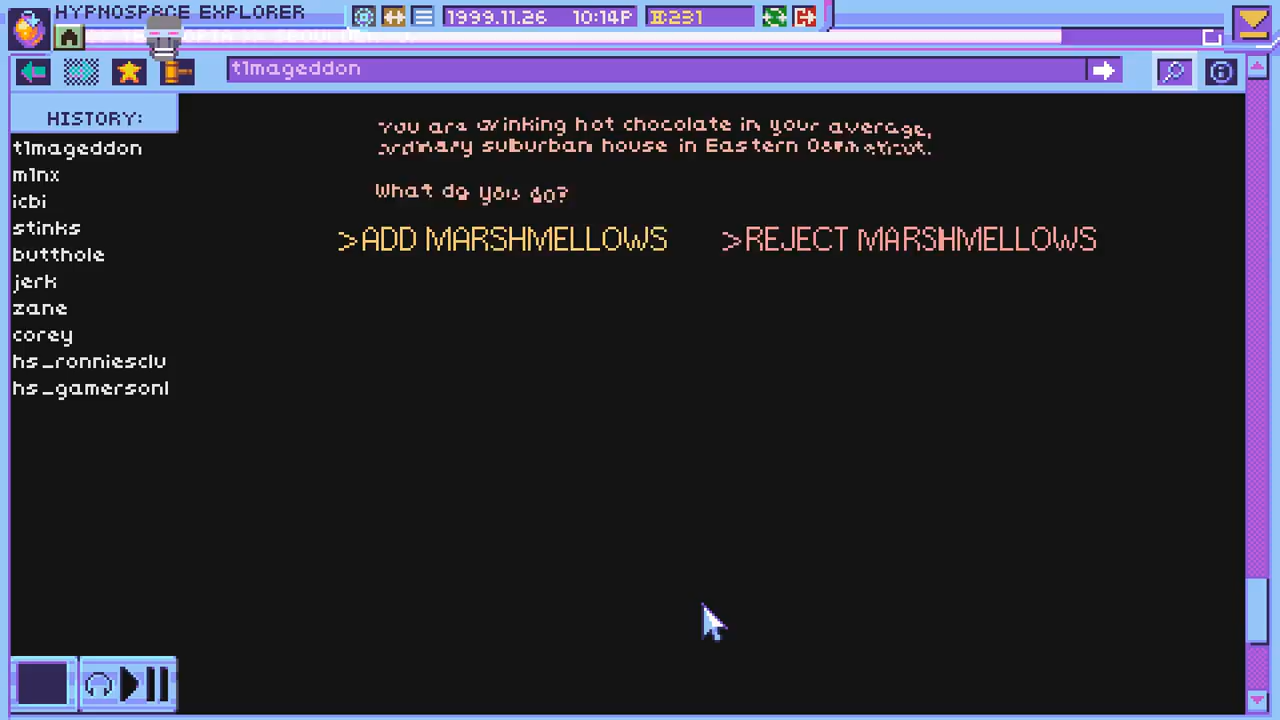 HYPNOSPACE EXPLORER
1999.11.26 10:14P
231
t1mageddon
HISTORY:
t1mageddon
m1nx
icbi
stinks
butthole
jerk
zane
corey
hs_ronniesclu
hs_gamersonl
You are drinking hot chocolate in your average,
ordinary suburban house in Eastern Connecticut.
What do you do?
>ADD MARSHMELLOWS
>REJECT MARSHMELLOWS